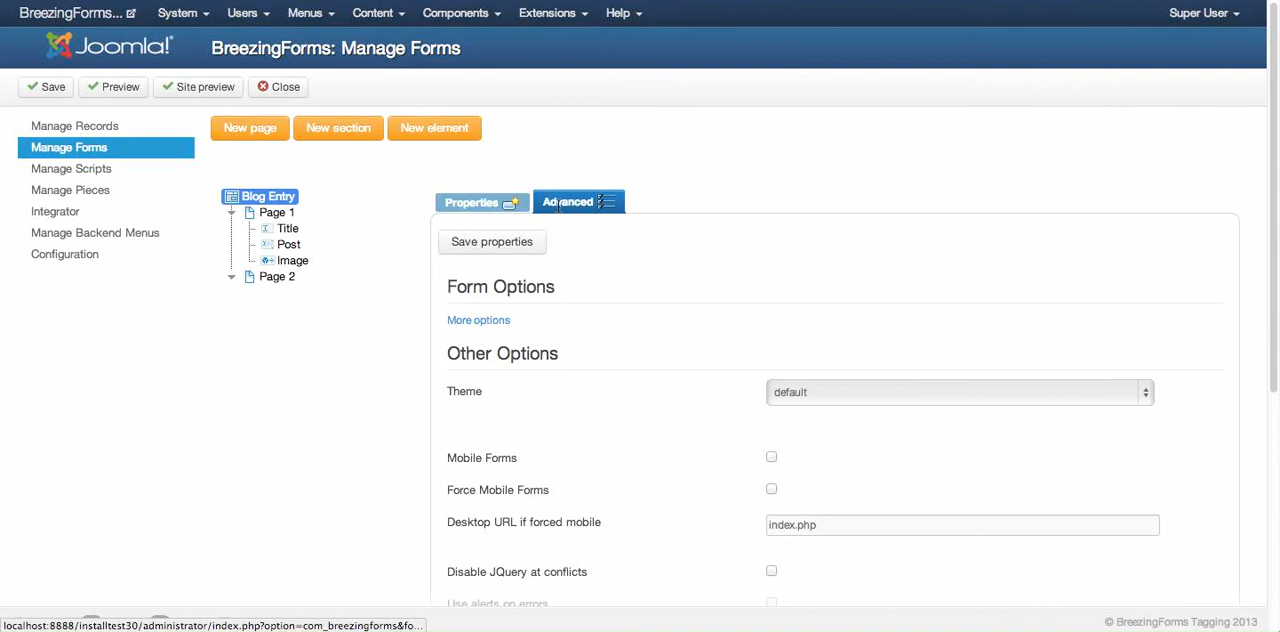 BreezingForms... System Users Menus Content Components Extensions Help Super User
Joomla!® BreezingForms: Manage Forms
Save Preview Site preview Close
Manage Records
Manage Forms
Manage Scripts
Manage Pieces
Integrator
Manage Backend Menus
Configuration
New page New section New element
Blog Entry
Page 1
Title
Post
Image
Page 2
Properties Advanced
Save properties
Form Options
More options
Other Options
Theme default
Mobile Forms
Force Mobile Forms
Desktop URL if forced mobile index.php
Disable JQuery at conflicts
Use alerts on errors
localhost:8888/installtest30/administrator/index.php?option=com_breezingforms&fo...
© BreezingForms Tagging 2013